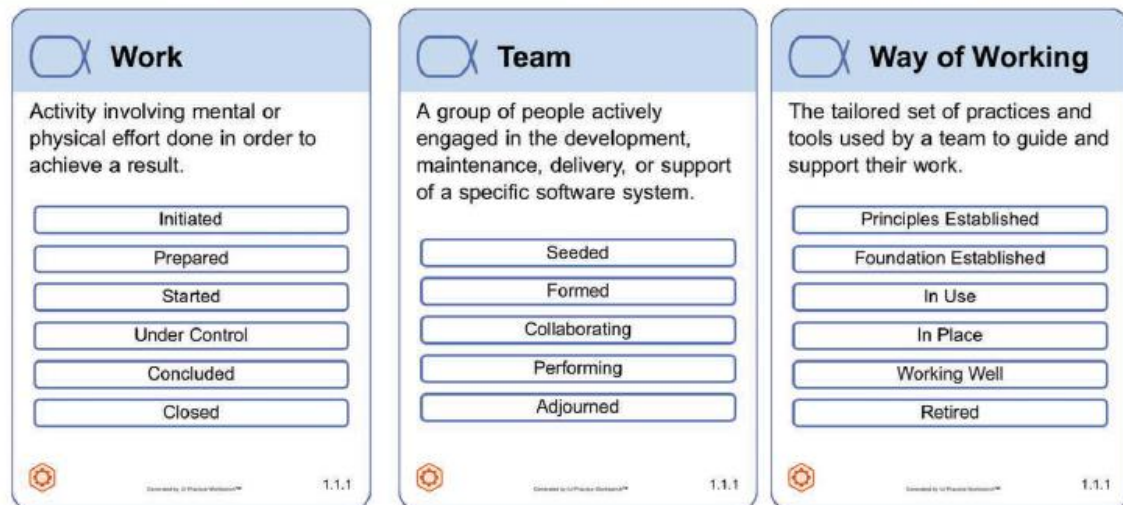 Work
Activity involving mental or
physical effort done in order to
achieve a result.
Initiated
Prepared
Started
Under Control
Concluded
Closed
1.1.1
Team
A group of people actively
engaged in the development,
maintenance, delivery, or support
of a specific software system.
Seeded
Formed
Collaborating
Performing
Adjourned
1.1.1
Way of Working
The tailored set of practices and
tools used by a team to guide and
support their work.
Principles Established
Foundation Established
In Use
In Place
Working Well
Retired
1.1.1